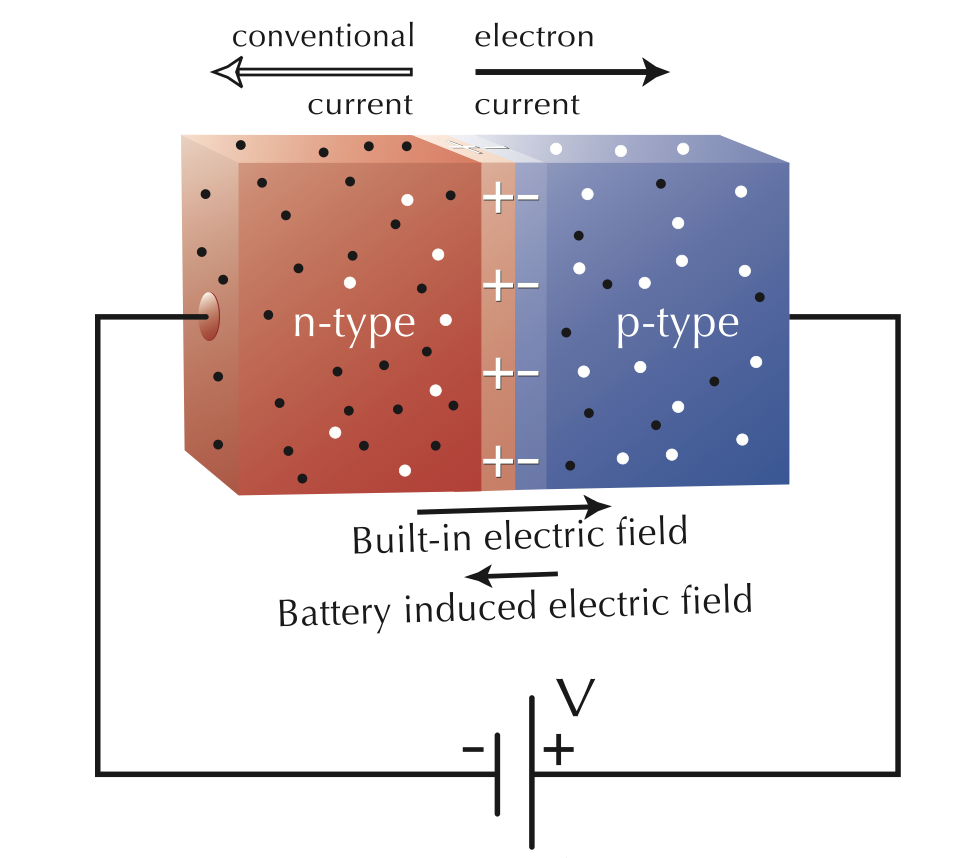 conventional
current
electron
current
+ -
+ -
+ -
+ -
+ -
n-type
p-type
Built-in electric field
Battery induced electric field
V
- +